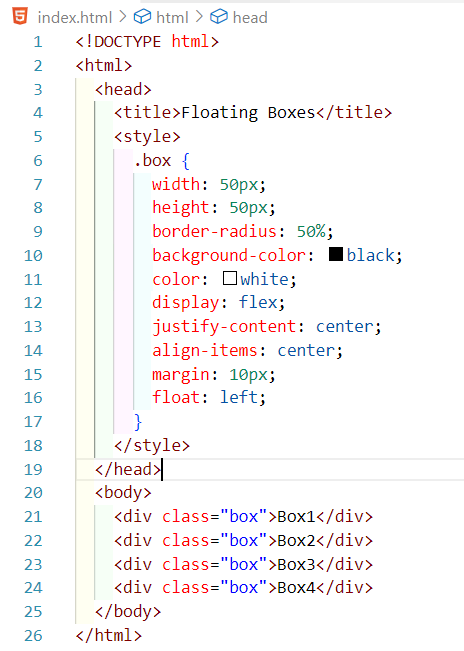 index.html > html > head
1 <!DOCTYPE html>
2 <html>
3 <head>
4 <title>Floating Boxes</title>
5 <style>
6 .box {
7 width: 50px;
8 height: 50px;
9 border-radius: 50%;
10 background-color: black;
11 color: white;
12 display: flex;
13 justify-content: center;
14 align-items: center;
15 margin: 10px;
16 float: left;
17 }
18 </style>
19 </head>
20 <body>
21 <div class="box">Box1</div>
22 <div class="box">Box2</div>
23 <div class="box">Box3</div>
24 <div class="box">Box4</div>
25 </body>
26 </html>